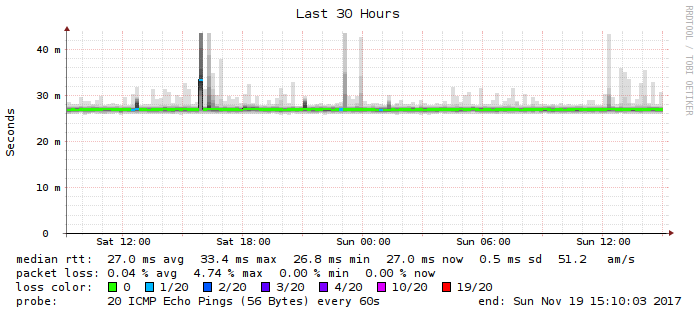 Last 30 Hours
RRDTOOL / TOBI OETIKER
Seconds
40 m
30 m
20 m
10 m
0
Sat 12:00 Sat 18:00 Sun 00:00 Sun 06:00 Sun 12:00
median rtt: 27.0 ms avg 33.4 ms max 26.8 ms min 27.0 ms now 0.5 ms sd 51.2 am/s
packet loss: 0.04 % avg 4.74 % max 0.00 % min 0.00 % now
loss color: 0 1/20 2/20 3/20 4/20 10/20 19/20
probe: 20 ICMP Echo Pings (56 Bytes) every 60s end: Sun Nov 19 15:10:03 2017